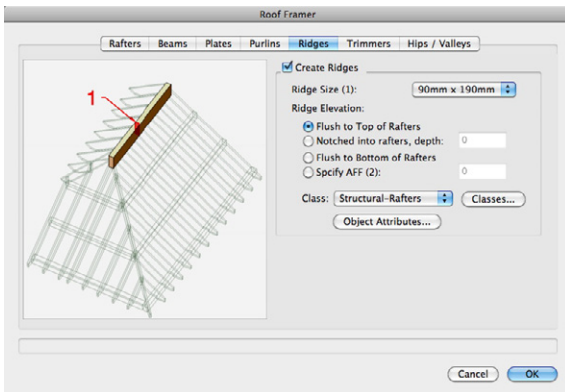 Roof Framer
Rafters Beams Plates Purlins Ridges Trimmers Hips / Valleys
1
Create Ridges
Ridge Size (1): 90mm x 190mm
Ridge Elevation:
Flush to Top of Rafters
Notched into rafters, depth: 0
Flush to Bottom of Rafters
Spcify AFF (2): 0
Class: Structural-Rafters Classes...
Object Attributes...
Cancel OK